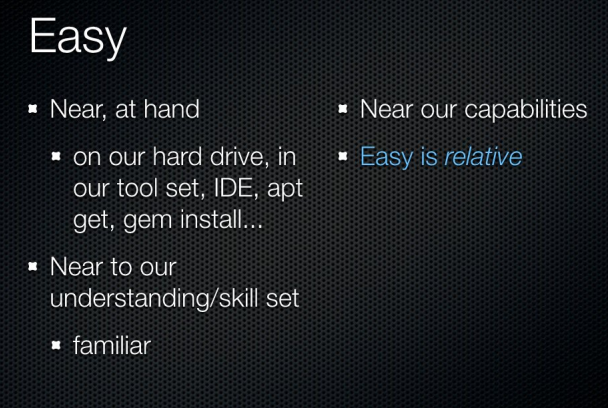 Easy
Near, at hand
on our hard drive, in
our tool set, IDE, apt
get, gem install...
Near to our
understanding/skill set
familiar
Near our capabilities
Easy is relative